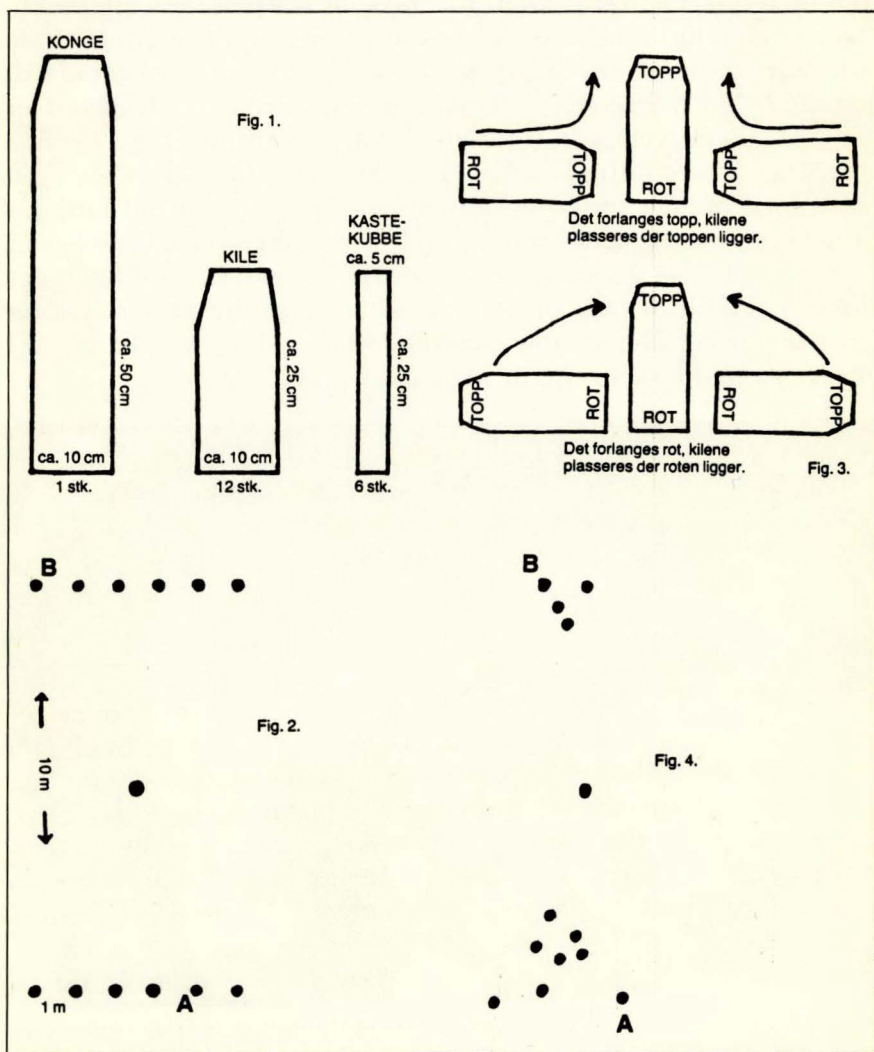 KONGE
Fig. 1.
KILE
KASTE-
KUBBE
ca. 5 cm
ca. 50 cm
ca. 25 cm
ca. 25 cm
ca. 10 cm
ca. 10 cm
1 stk.
12 stk.
6 stk.
TOPP
ROT
TOPP
ROT
TOPP
ROT
Det forlanges topp, kilene
plasseres der toppen ligger.
TOPP
TOPP
ROT
ROT
ROT
TOPP
Det forlanges rot, kilene
plasseres der roten ligger.
Fig. 3.
B
10 m
Fig. 2.
1 m
A
B
Fig. 4.
A